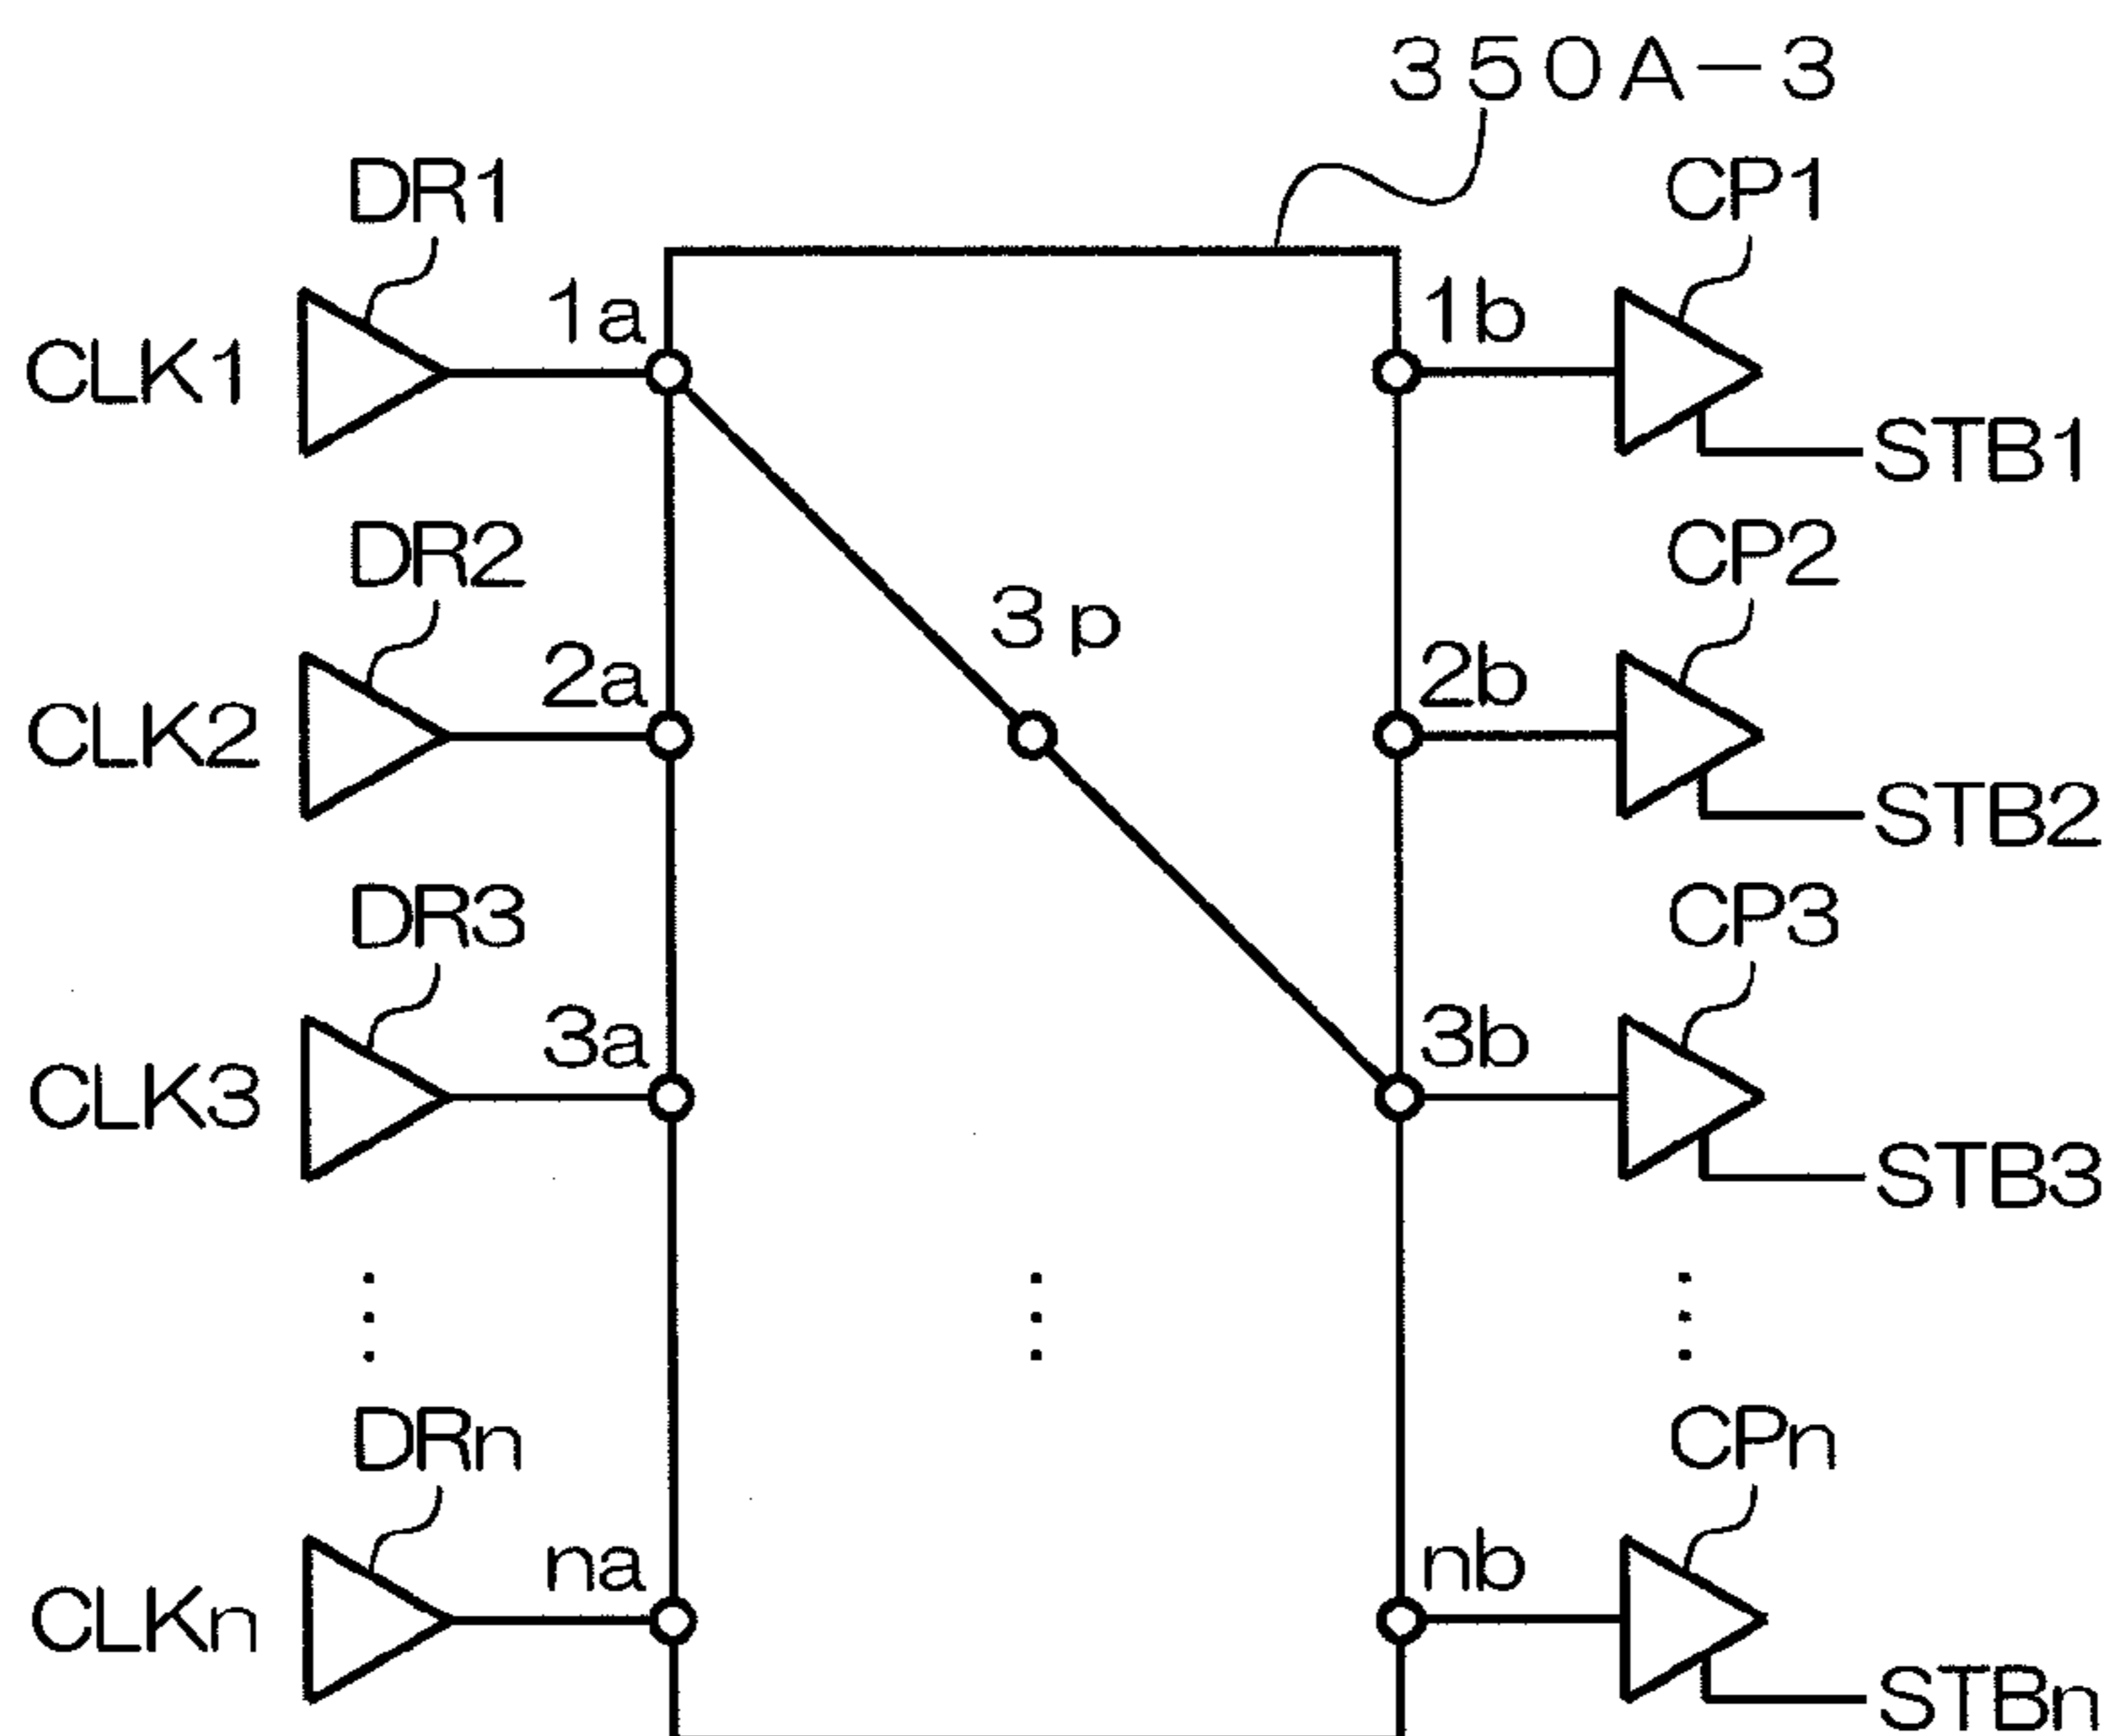 350A-3
DR1
CP1
1a
1b
CLK1
STB1
DR2
CP2
3p
2a
2b
CLK2
STB2
DR3
CP3
3a
3b
CLK3
STB3
DRn
CPn
na
nb
CLKn
STBn